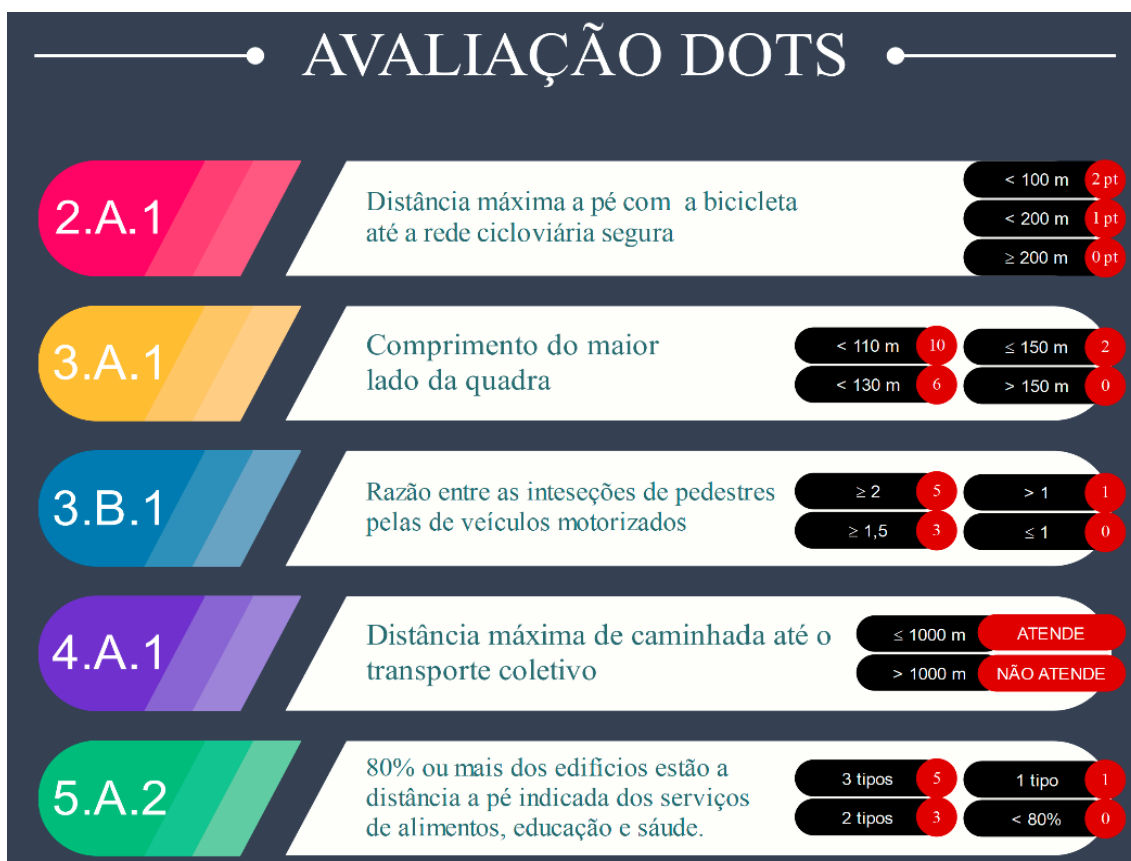 AVALIAÇÃO DOTS
2.A.1
Distância máxima a pé com a bicicleta
até a rede cicloviária segura
< 100 m 2 pt
< 200 m 1 pt
≥ 200 m 0 pt
3.A.1
Comprimento do maior
lado da quadra
< 110 m 10
≤ 150 m 2
< 130 m 6
> 150 m 0
3.B.1
Razão entre as inteseções de pedestres
pelas de veículos motorizados
≥ 2 5
> 1 1
≥ 1,5 3
≤ 1 0
4.A.1
Distância máxima de caminhada até o
transporte coletivo
≤ 1000 m ATENDE
> 1000 m NÃO ATENDE
5.A.2
80% ou mais dos edifícios estão a
distância a pé indicada dos serviços
de alimentos, educação e sáude.
3 tipos 5
1 tipo 1
2 tipos 3
< 80% 0